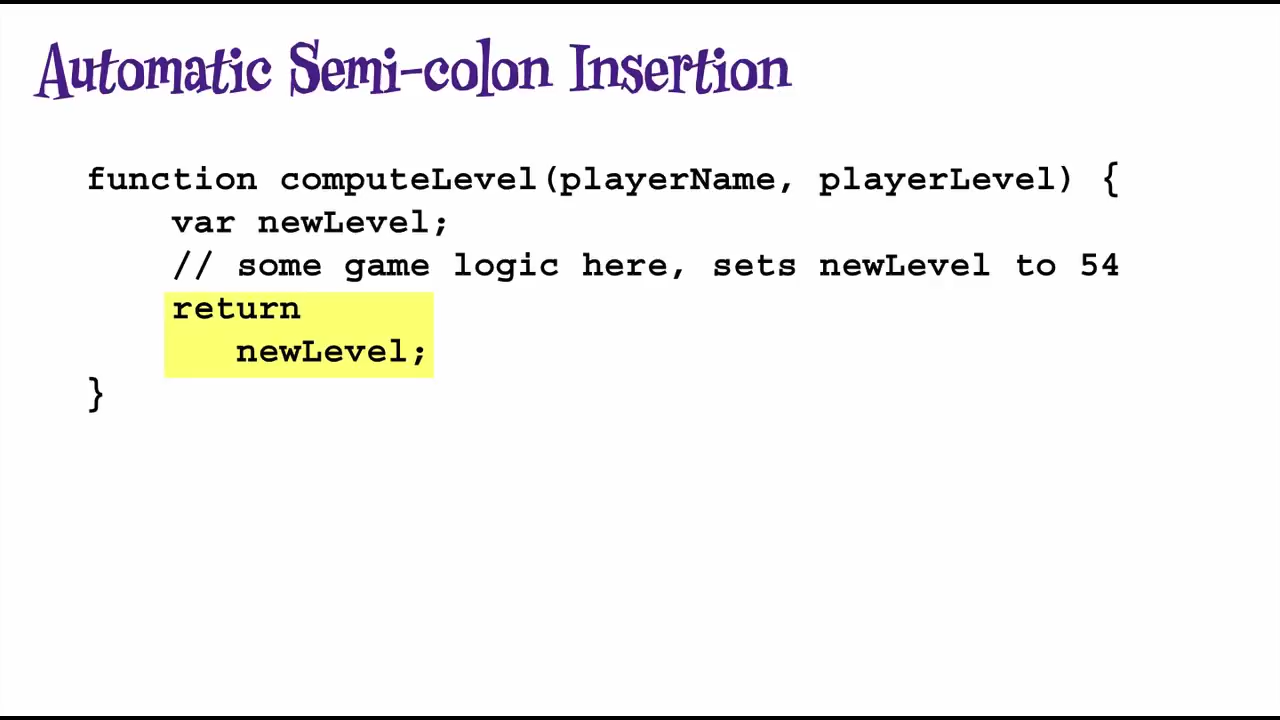 Automatic Semi-colon Insertion
function computeLevel(playerName, playerLevel) {
    var newLevel;
    // some game logic here, sets newLevel to 54
    return
       newLevel;
}